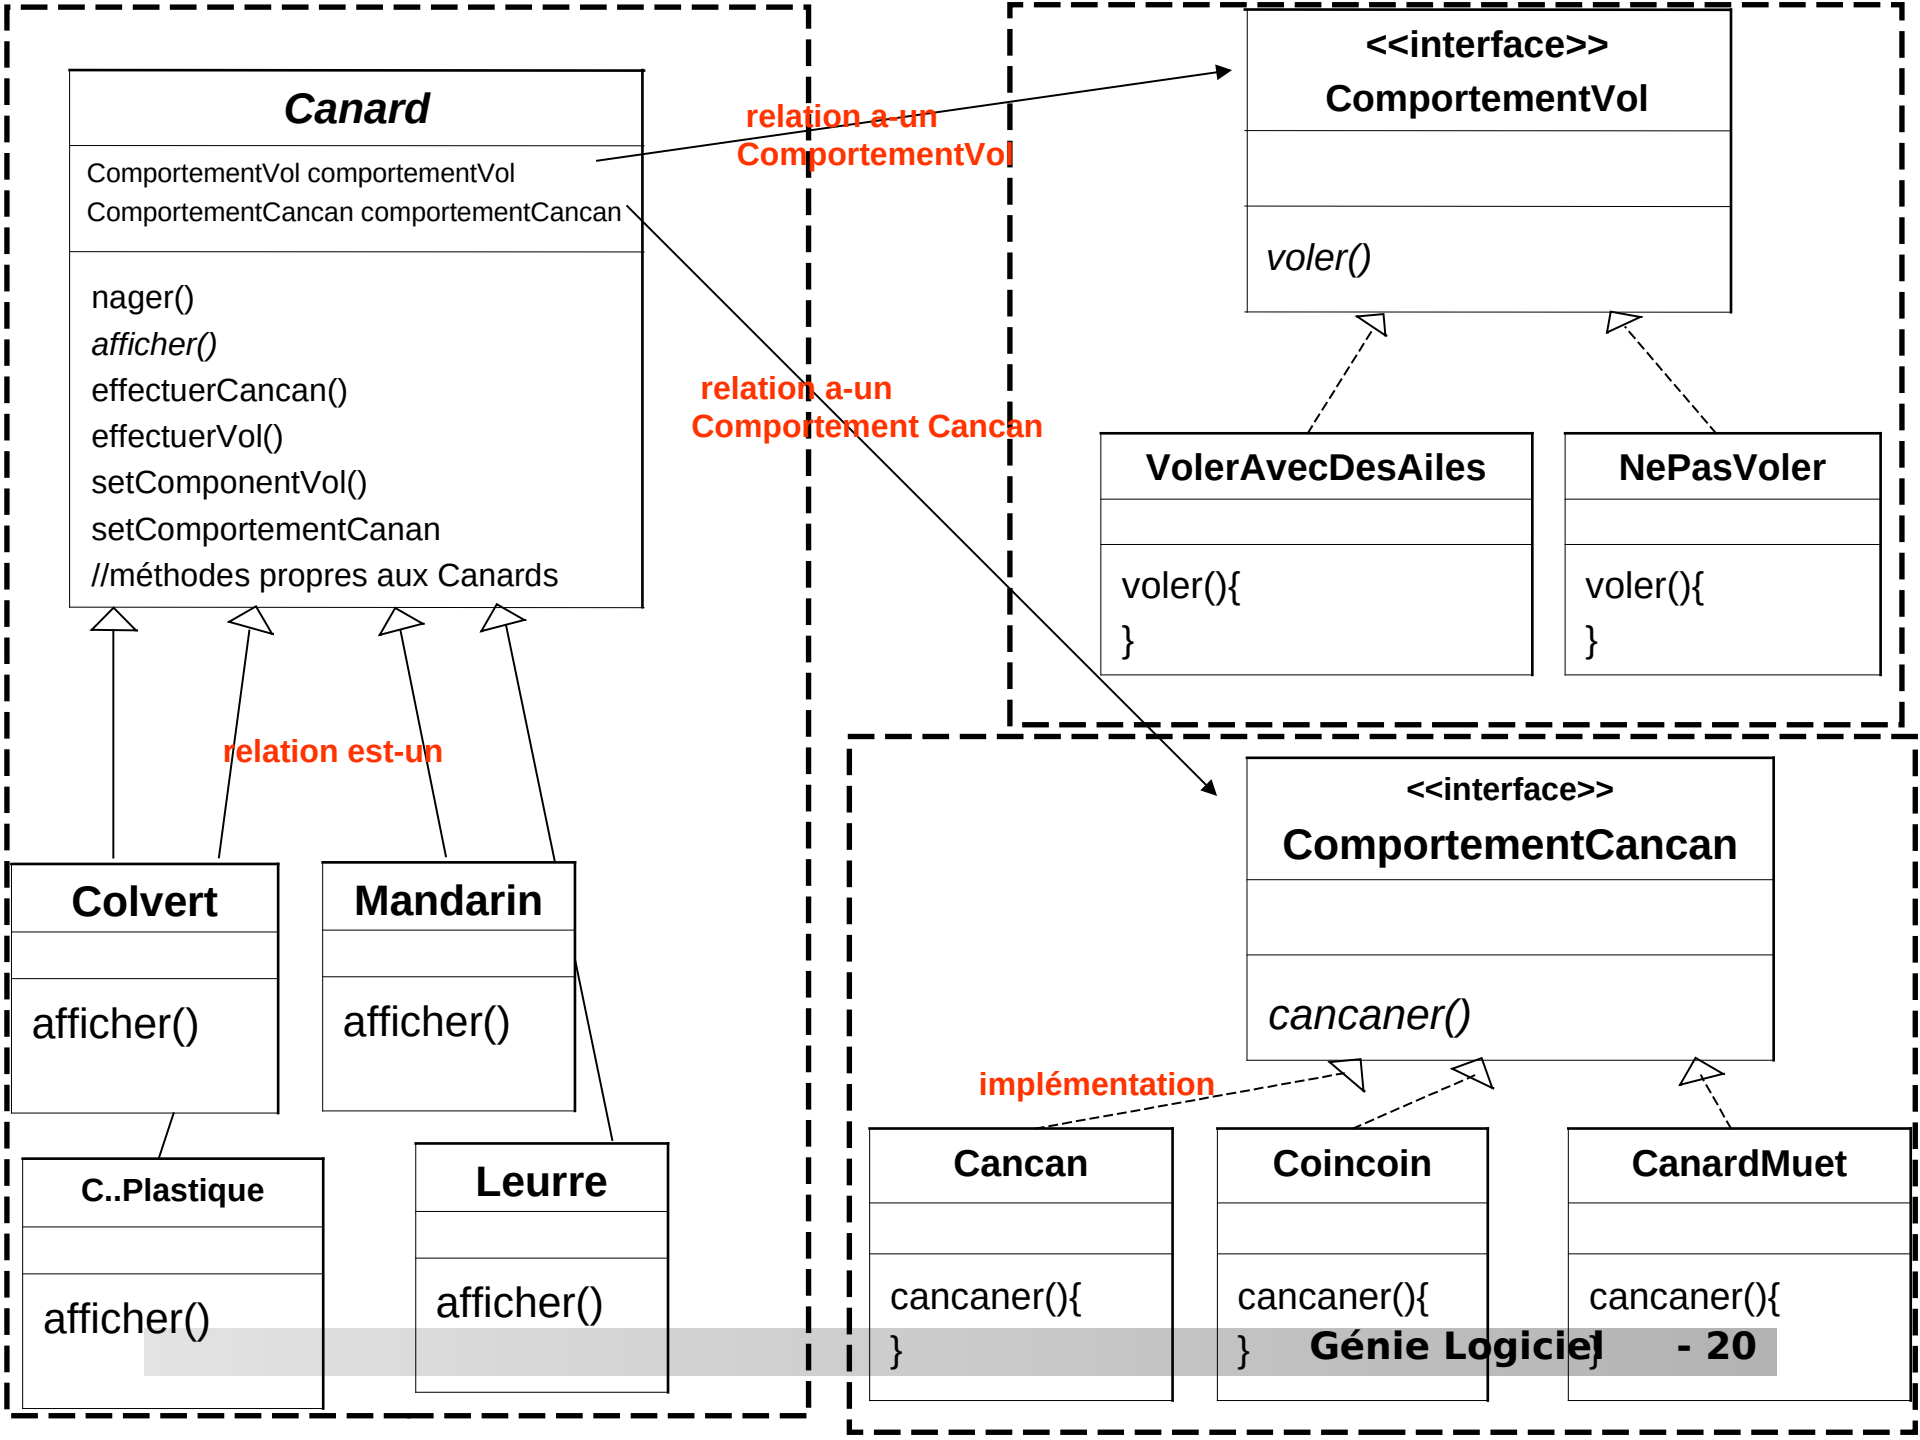 Canard
ComportementVol comportementVol
ComportementCancan comportementCancan
nager()
afficher()
effectuerCancan()
effectuerVol()
setComponentVol()
setComportementCanan
//méthodes propres aux Canards
relation a-un
ComportementVol
relation a-un
Comportement Cancan
<<interface>>
ComportementVol
voler()
VolerAvecDesAiles
voler(){
}
NePasVoler
voler(){
}
relation est-un
Colvert
afficher()
Mandarin
afficher()
C..Plastique
afficher()
Leurre
afficher()
<<interface>>
ComportementCancan
cancaner()
implémentation
Cancan
cancaner(){
}
Coincoin
cancaner(){
}
CanardMuet
cancaner(){
}
Génie Logiciel - 20